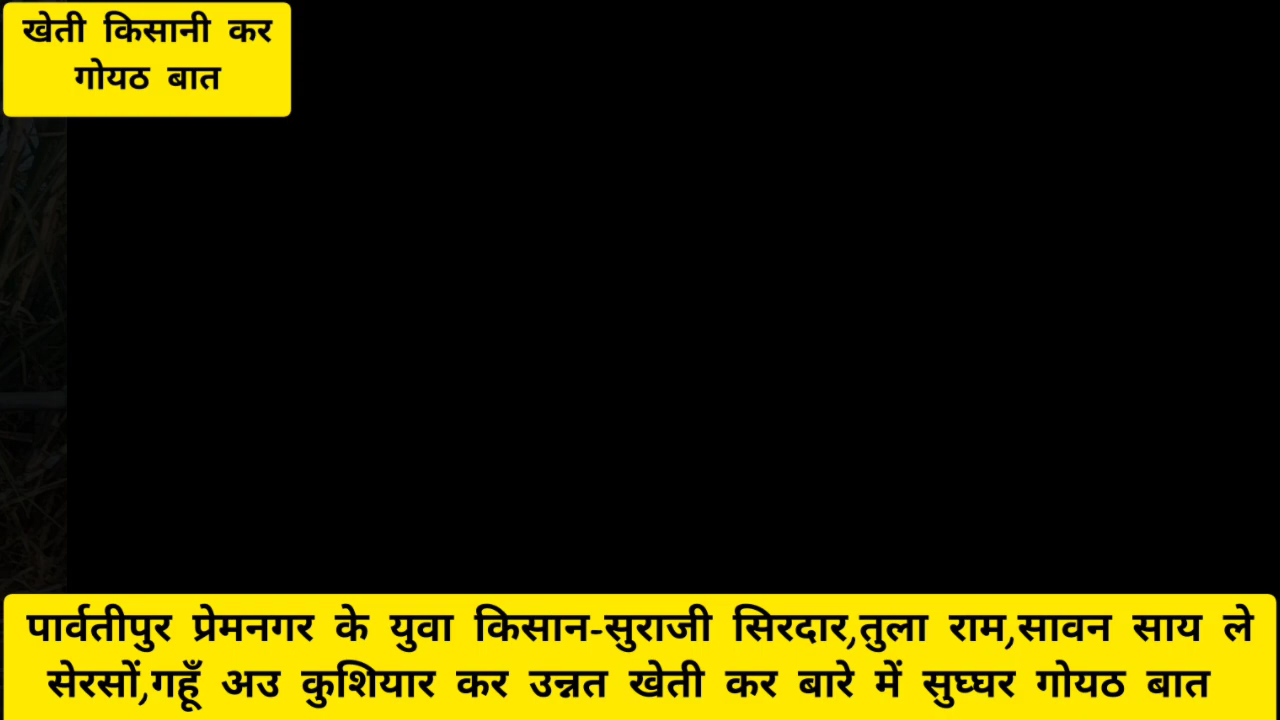 खेती किसानी कर
गोयठ बात
पार्वतीपुर प्रेमनगर के युवा किसान-सुराजी सिरदार,तुला राम,सावन साय ले
सेरसों,गहूँ अउ कुशियार कर उन्नत खेती कर बारे में सुघ्घर गोयठ बात